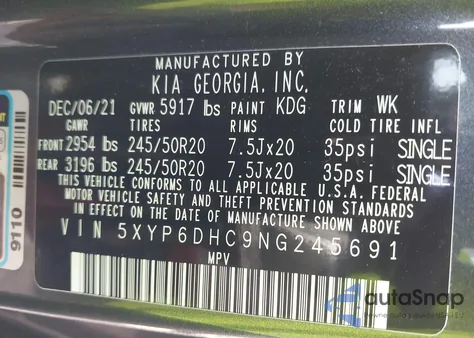 MANUFACTURED BY
KIA GEORGIA, INC.
DEC/06/21 GVWR 5917 lbs PAINT KDG TRIM WK
GAWR TIRES RIMS COLD TIRE INFL
FRONT 2954 lbs 245/50R20 7.5Jx20 35psi SINGLE
REAR 3196 lbs 245/50R20 7.5Jx20 35psi SINGLE
THIS VEHICLE CONFORMS TO ALL APPLICABLE U.S.A. FEDERAL
MOTOR VEHICLE SAFETY AND THEFT PREVENTION STANDARDS
IN EFFECT ON THE DATE OF MANUFACTURE SHOWN ABOVE.
VIN 5XYP6DHC9NG245691
MPV
9110
autaSnap